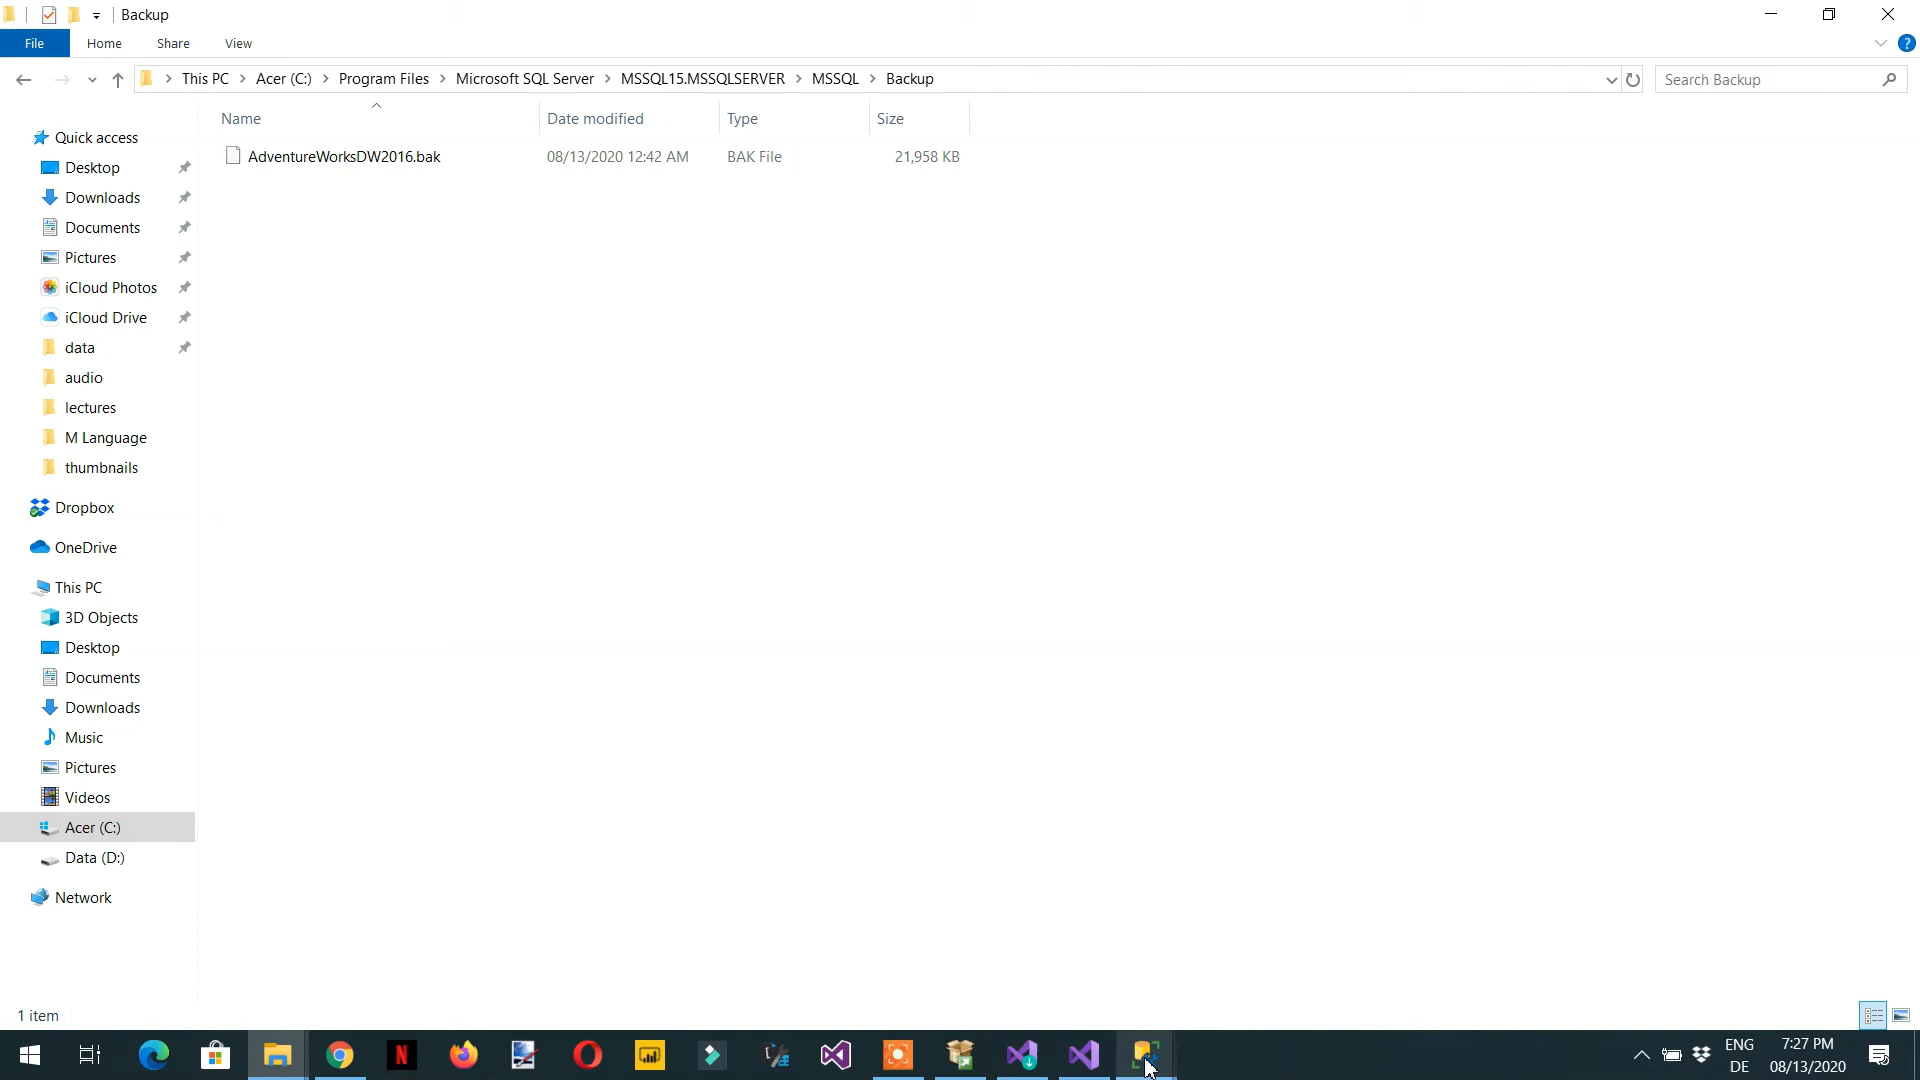 Backup
File Home Share View
This PC Acer (C:) Program Files Microsoft SQL Server MSSQL15.MSSQLSERVER MSSQL Backup
Search Backup
Name Date modified Type Size
AdventureWorksDW2016.bak 08/13/2020 12:42 AM BAK File 21,958 KB
Quick access
Desktop
Downloads
Documents
Pictures
iCloud Photos
iCloud Drive
data
audio
lectures
M Language
thumbnails
Dropbox
OneDrive
This PC
3D Objects
Desktop
Documents
Downloads
Music
Pictures
Videos
Acer (C:)
Data (D:)
Network
1 item
ENG 7:27 PM
DE 08/13/2020